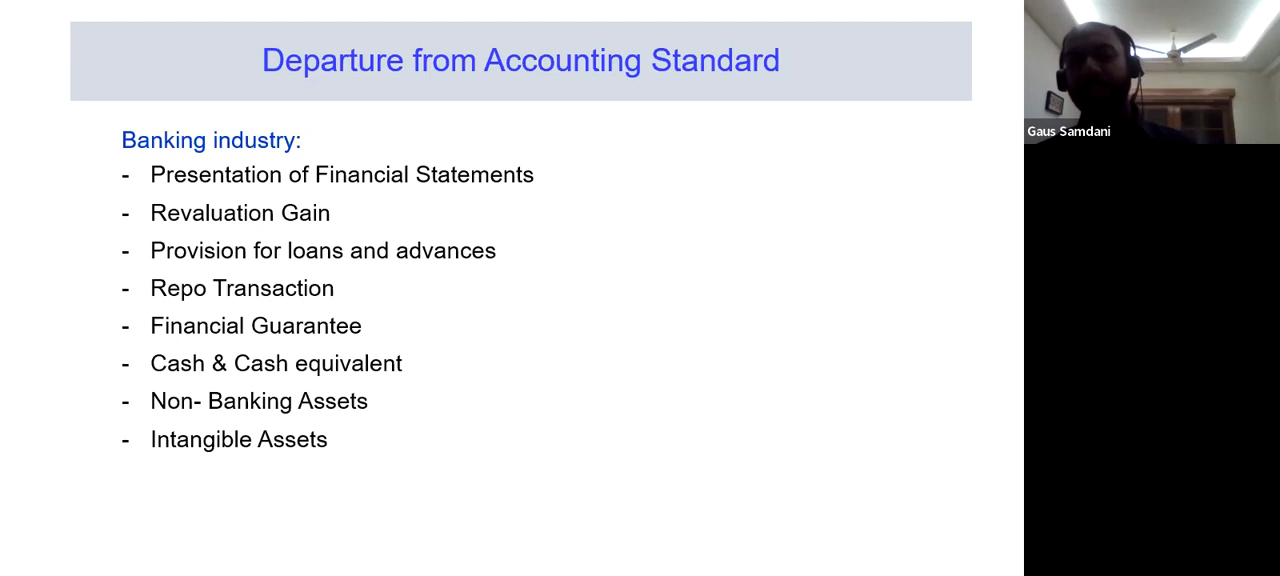 Departure from Accounting Standard
Banking industry:
- Presentation of Financial Statements
- Revaluation Gain
- Provision for loans and advances
- Repo Transaction
- Financial Guarantee
- Cash & Cash equivalent
- Non- Banking Assets
- Intangible Assets
Gaus Samdani